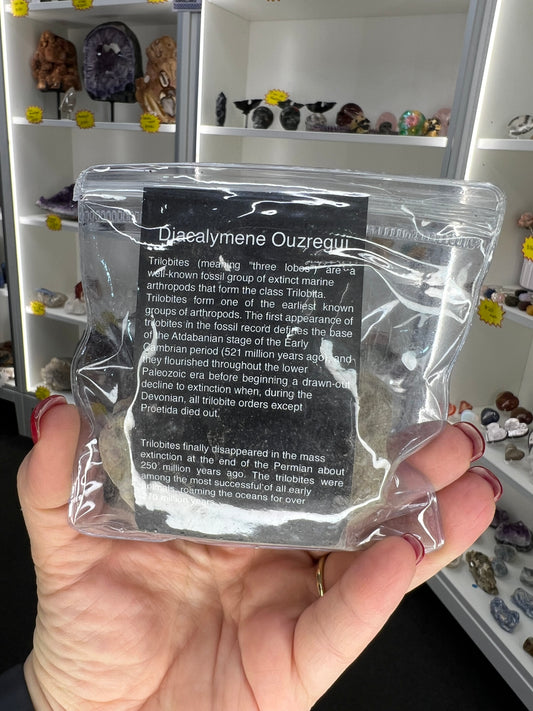 Diacalymene Ouzregui
Trilobites (meaning "three lobes") are a
well-known fossil group of extinct marine
arthropods that form the class Trilobita.
Trilobites form one of the earliest known
groups of arthropods. The first appearance of
trilobites in the fossil record defines the base
of the Atdabanian stage of the Early
Cambrian period (521 million years ago), and
they flourished throughout the lower
Paleozoic era before beginning a drawn-out
decline to extinction when, during the
Devonian, all trilobite orders except
Proetida died out.
Trilobites finally disappeared in the mass
extinction at the end of the Permian about
250 million years ago. The trilobites were
among the most successful of all early
animals, roaming the oceans for over
270 million years.